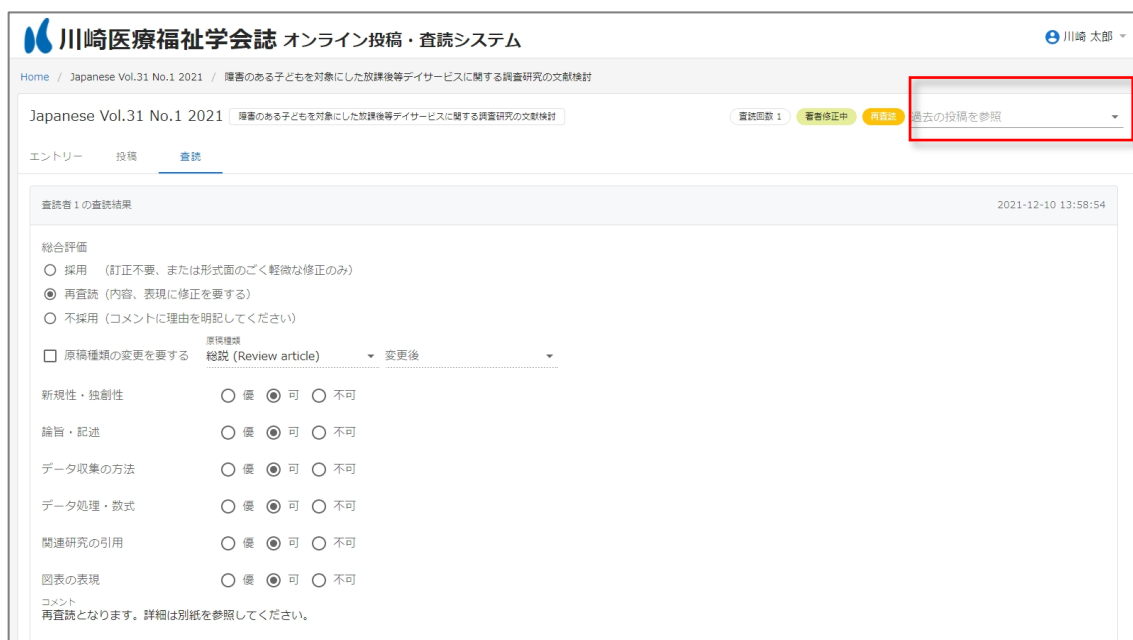 川崎医療福祉学会誌 オンライン投稿・査読システム
川崎 太郎
Home / Japanese Vol.31 No.1 2021 / 障害のある子どもを対象にした放課後等デイサービスに関する調査研究の文献検討
Japanese Vol.31 No.1 2021 障害のある子どもを対象にした放課後等デイサービスに関する調査研究の文献検討 査読回数 1 著者修正中 再査読 過去の投稿を参照
エントリー 投稿 査読
査読者1の査読結果 2021-12-10 13:58:54
総合評価
採用 (訂正不要、または形式面のごく軽微な修正のみ)
再査読 (内容、表現に修正を要する)
不採用 (コメントに理由を明記してください)
原稿種類
原稿種類の変更を要する 総説 (Review article) 変更後
新規性・独創性 優 可 不可
論旨・記述 優 可 不可
データ収集の方法 優 可 不可
データ処理・数式 優 可 不可
関連研究の引用 優 可 不可
図表の表現 優 可 不可
コメント
再査読となります。詳細は別紙を参照してください。